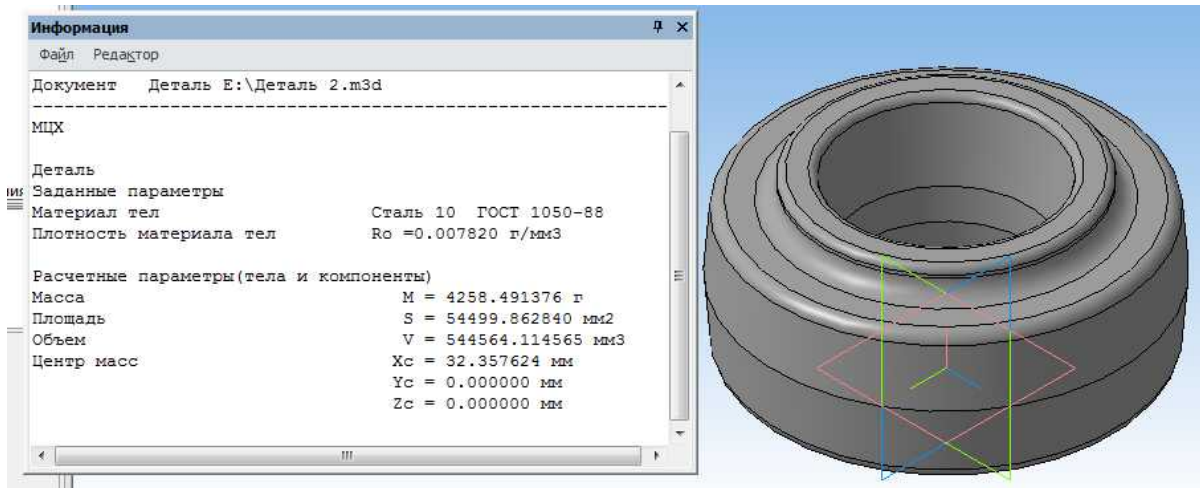 Информация
Файл Редактор
Документ Деталь E:\Деталь 2.m3d
--------------------------------------------------------------------
МЦХ
Деталь
Заданные параметры
Материал тел Сталь 10 ГОСТ 1050-88
Плотность материала тел Ro =0.007820 г/мм3
Расчетные параметры(тела и компоненты)
Масса M = 4258.491376 г
Площадь S = 54499.862840 мм2
Объем V = 544564.114565 мм3
Центр масс Xc = 32.357624 мм
Yc = 0.000000 мм
Zc = 0.000000 мм